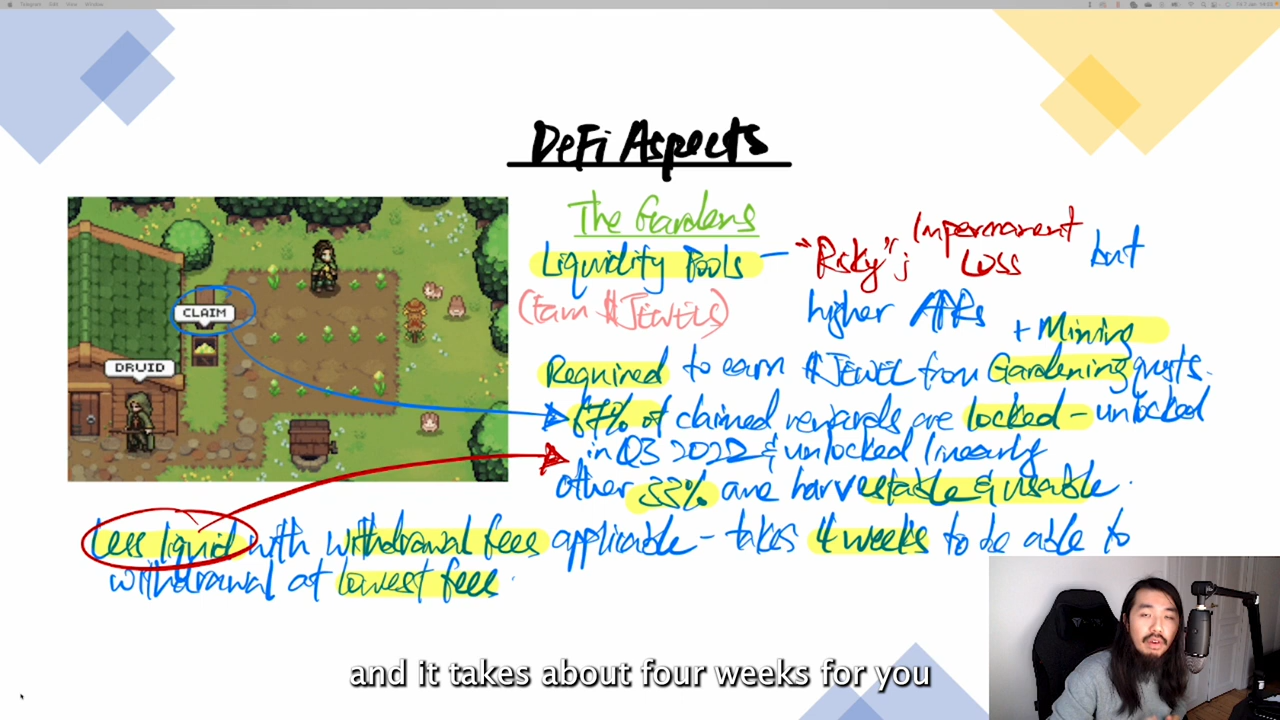 DeFi Aspects
The Gardens
Liquidity Pools – "Risky"; Impermanent Loss but
(Earn $JEWELS)
higher APRs + Mining
Required to earn $JEWEL from Gardening quests.
67% of claimed rewards are locked – unlocked
in Q3 2022 & unlocked linearly
other 33% are harvestable & usable.
CLAIM
DRUID
Less liquid with withdrawal fees applicable – takes 4 weeks to be able to
withdrawal at lowest fees.
and it takes about four weeks for you